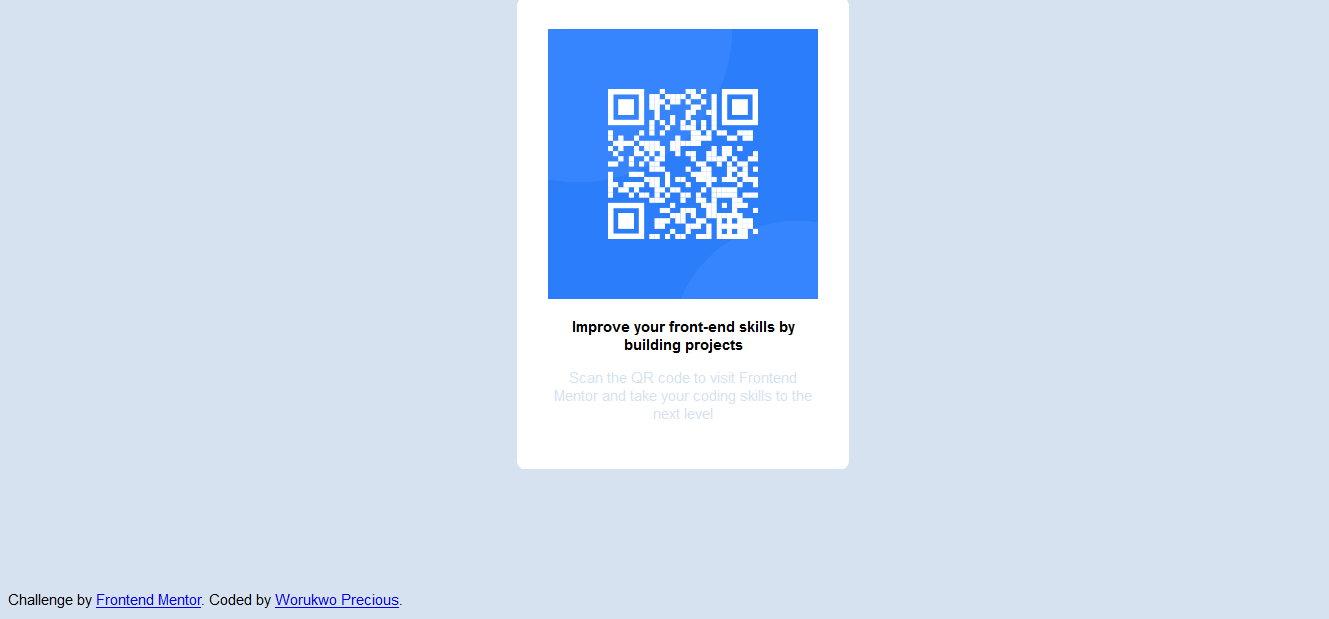 Improve your front-end skills by
building projects
Scan the QR code to visit Frontend
Mentor and take your coding skills to the
next level
Challenge by Frontend Mentor. Coded by Worukwo Precious.